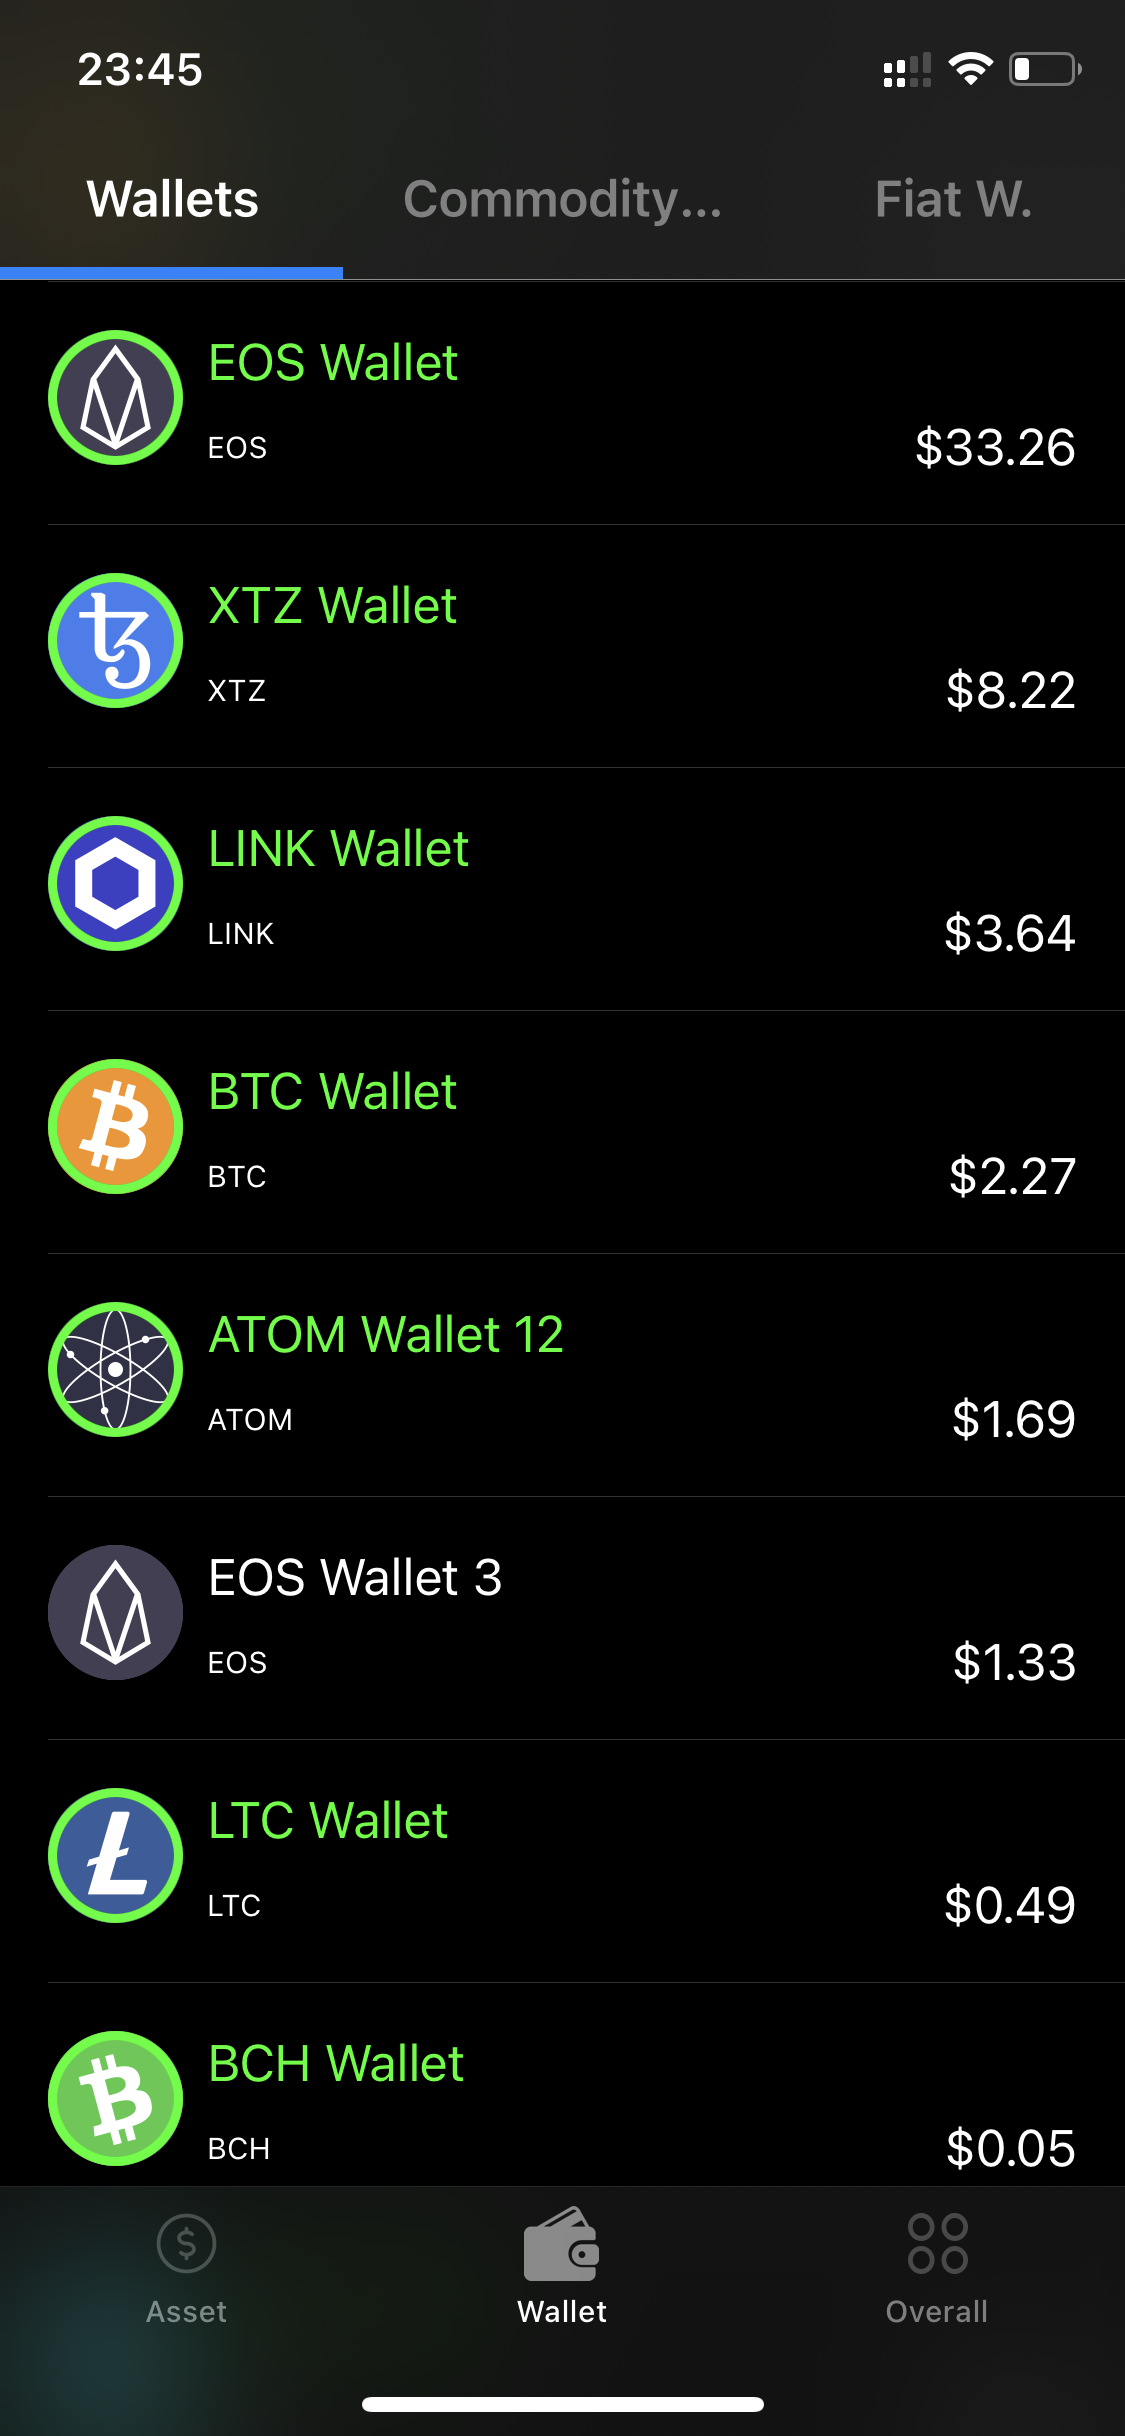 23:45
Wallets Commodity... Fiat W.
EOS Wallet
EOS
$33.26
XTZ Wallet
XTZ
$8.22
LINK Wallet
LINK
$3.64
BTC Wallet
BTC
$2.27
ATOM Wallet 12
ATOM
$1.69
EOS Wallet 3
EOS
$1.33
LTC Wallet
LTC
$0.49
BCH Wallet
BCH
$0.05
Asset Wallet Overall